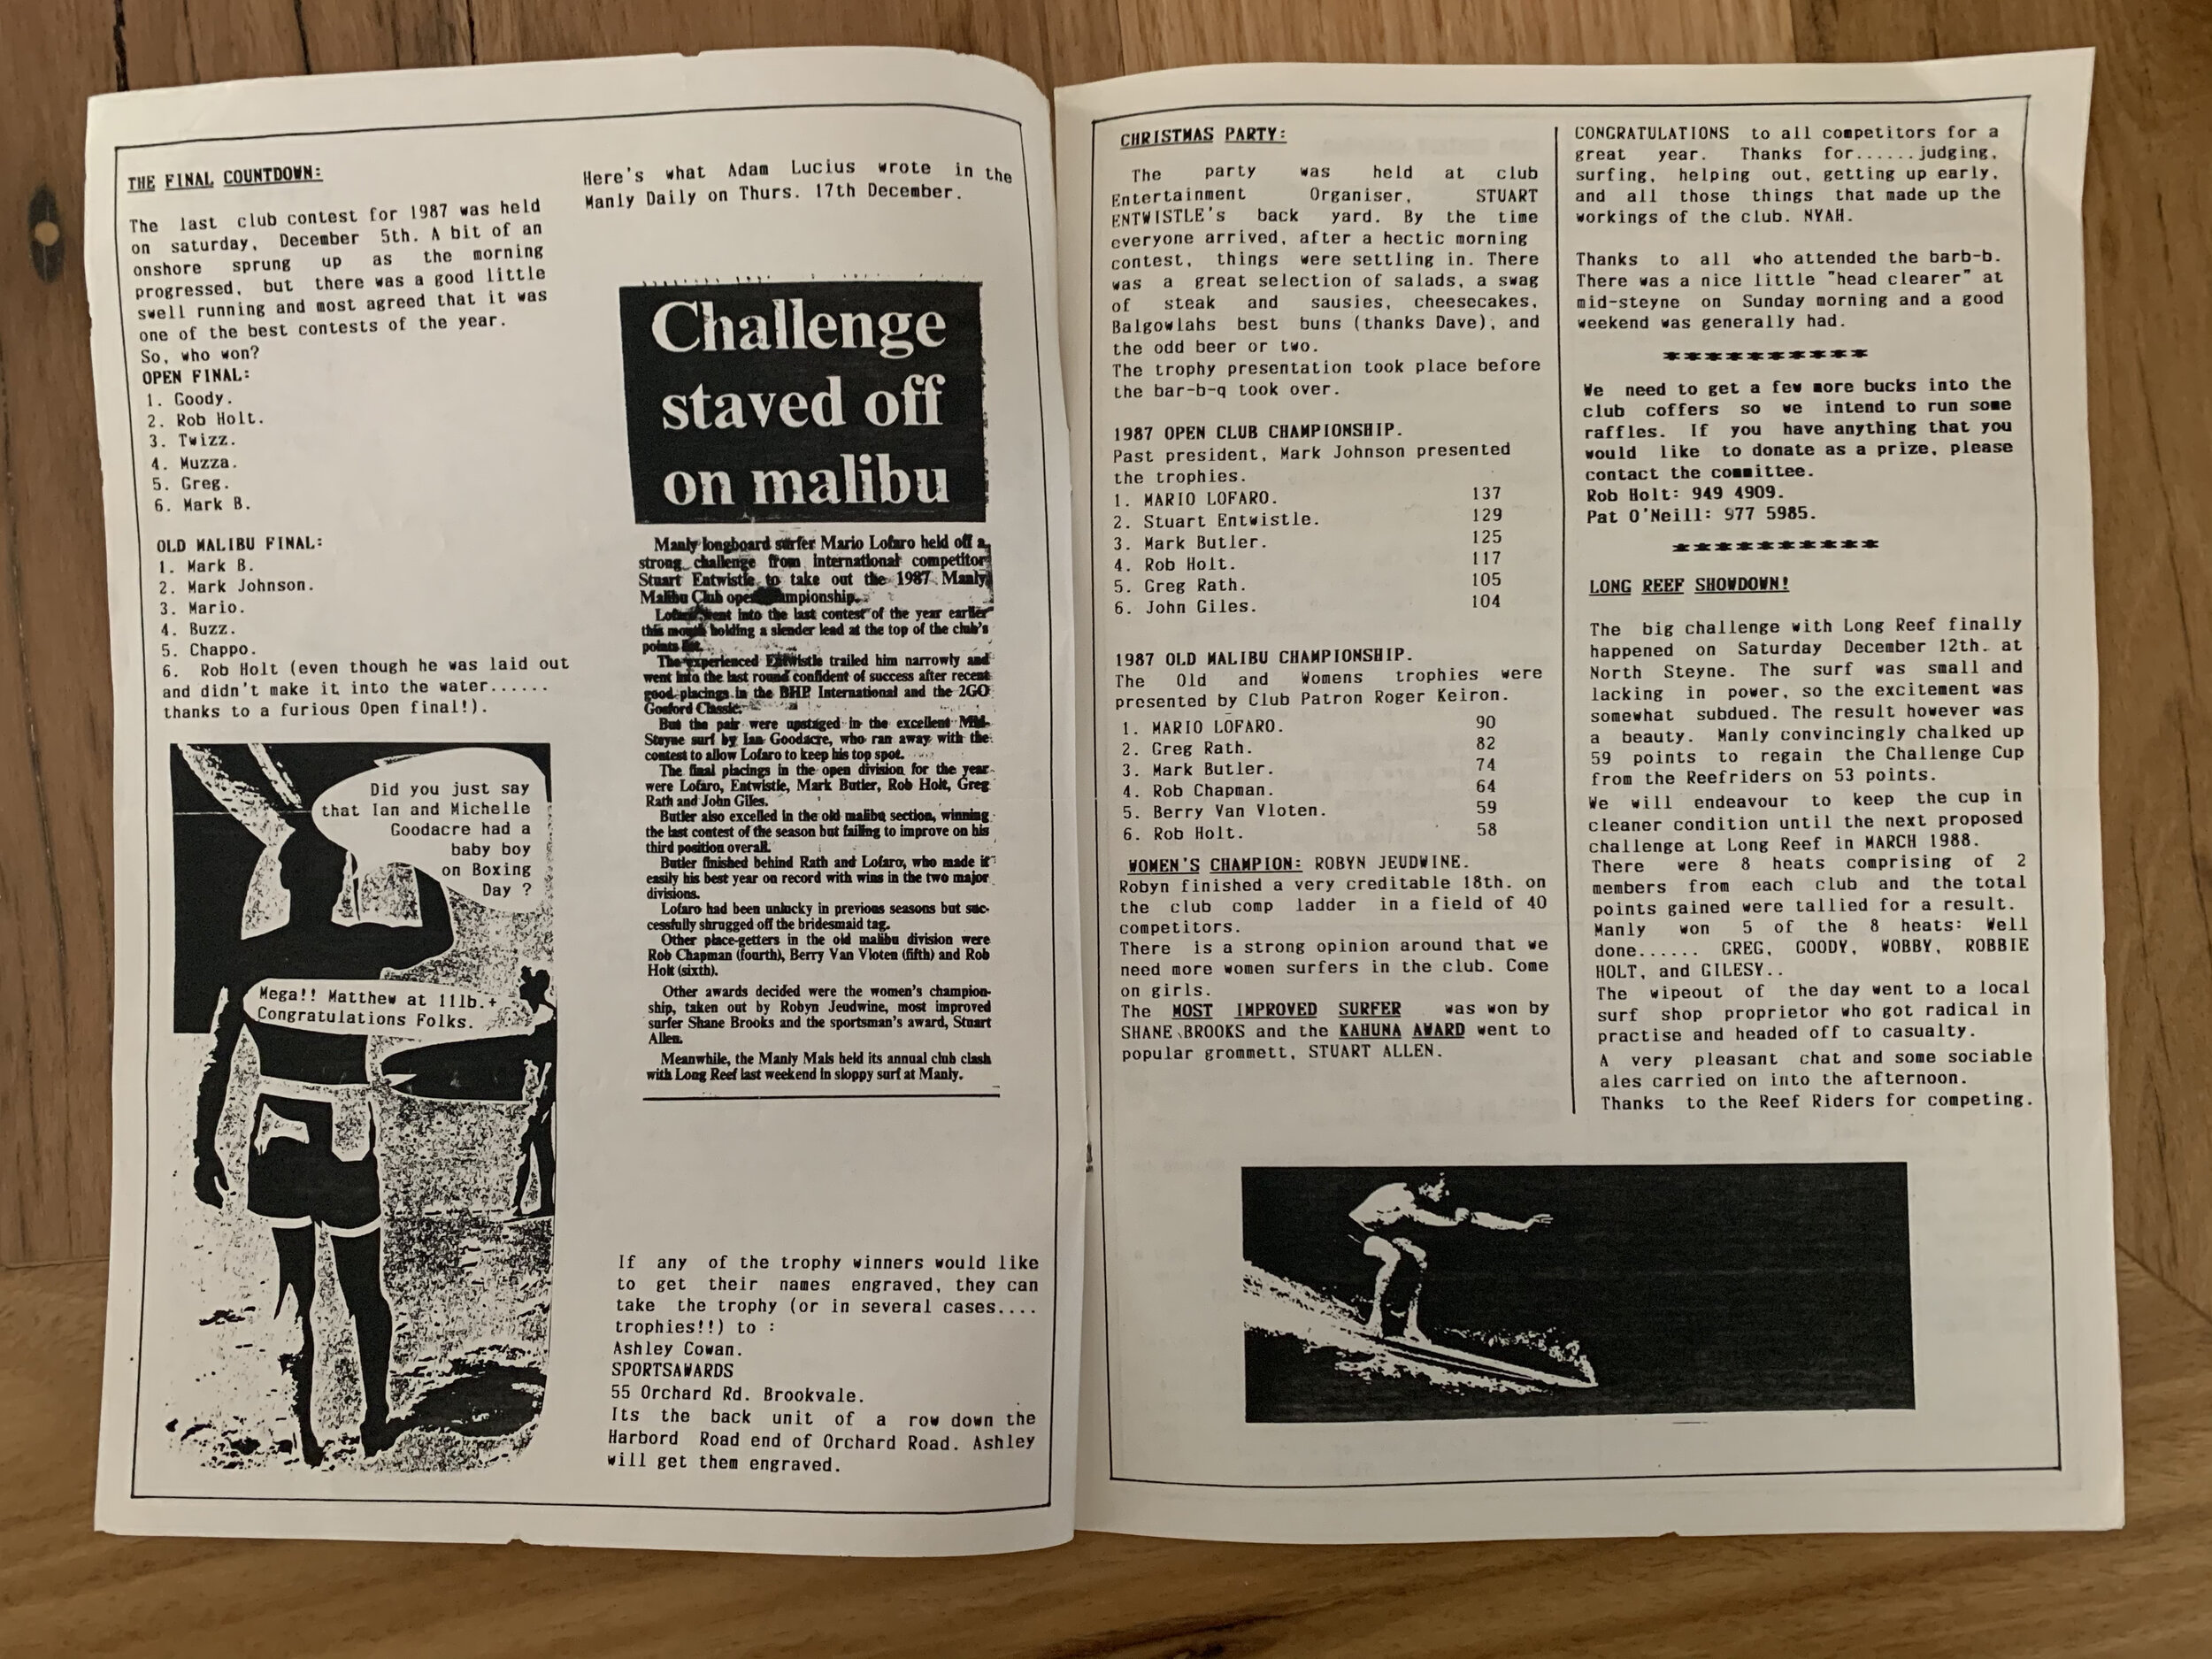 THE FINAL COUNTDOWN:
The last club contest for 1987 was held
on saturday, December 5th. A bit of an
onshore sprung up as the morning
progressed, but there was a good little
swell running and most agreed that it was
one of the best contests of the year.
So, who won?
OPEN FINAL:
1. Goody.
2. Rob Holt.
3. Twizz.
4. Muzza.
5. Greg.
6. Mark B.
OLD MALIBU FINAL:
1. Mark B.
2. Mark Johnson.
3. Mario.
4. Buzz.
5. Chappo.
6. Rob Holt (even though he was laid out
and didn't make it into the water......
thanks to a furious Open final!).
Did you just say
that Ian and Michelle
Goodacre had a
baby boy
on Boxing
Day ?
Mega!! Matthew at 11lb.+
Congratulations Folks.
Here's what Adam Lucius wrote in the
Manly Daily on Thurs. 17th December.
Challenge
staved off
on malibu
Manly longboard surfer Mario Lofaro held off a
strong challenge from international competitor
Stuart Entwistle to take out the 1987 Manly
Malibu Club open championship.
Lofaro went into the last contest of the year earlier
this month holding a slender lead at the top of the club's
points list.
The experienced Entwistle trailed him narrowly and
went into the last round confident of success after recent
good placings in the BHP International and the 2GO
Gosford Classic.
But the pair were upstaged in the excellent Mid-
Steyne surf by Ian Goodacre, who ran away with the
contest to allow Lofaro to keep his top spot.
The final placings in the open division for the year
were Lofaro, Entwistle, Mark Butler, Rob Holt, Greg
Rath and John Giles.
Butler also excelled in the old malibu section, winning
the last contest of the season but failing to improve on his
third position overall.
Butler finished behind Rath and Lofaro, who made it
easily his best year on record with wins in the two major
divisions.
Lofaro had been unlucky in previous seasons but suc-
cessfully shrugged off the bridesmaid tag.
Other place-getters in the old malibu division were
Rob Chapman (fourth), Berry Van Vloten (fifth) and Rob
Holt (sixth).
Other awards decided were the women's champion-
ship, taken out by Robyn Jeudwine, most improved
surfer Shane Brooks and the sportsman's award, Stuart
Allen.
Meanwhile, the Manly Mals held its annual club clash
with Long Reef last weekend in sloppy surf at Manly.
If any of the trophy winners would like
to get their names engraved, they can
take the trophy (or in several cases....
trophies!!) to :
Ashley Cowan.
SPORTSAWARDS
55 Orchard Rd. Brookvale.
Its the back unit of a row down the
Harbord Road end of Orchard Road. Ashley
will get them engraved.
CHRISTMAS PARTY:
The party was held at club
Entertainment Organiser, STUART
ENTWISTLE's back yard. By the time
everyone arrived, after a hectic morning
contest, things were settling in. There
was a great selection of salads, a swag
of steak and sausies, cheesecakes,
Balgowlahs best buns (thanks Dave), and
the odd beer or two.
The trophy presentation took place before
the bar-b-q took over.
1987 OPEN CLUB CHAMPIONSHIP.
Past president, Mark Johnson presented
the trophies.
1. MARIO LOFARO. 137
2. Stuart Entwistle. 129
3. Mark Butler. 125
4. Rob Holt. 117
5. Greg Rath. 105
6. John Giles. 104
1987 OLD MALIBU CHAMPIONSHIP.
The Old and Womens trophies were
presented by Club Patron Roger Keiron.
1. MARIO LOFARO. 90
2. Greg Rath. 82
3. Mark Butler. 74
4. Rob Chapman. 64
5. Berry Van Vloten. 59
6. Rob Holt. 58
WOMEN'S CHAMPION: ROBYN JEUDWINE.
Robyn finished a very creditable 18th. on
the club comp ladder in a field of 40
competitors.
There is a strong opinion around that we
need more women surfers in the club. Come
on girls.
The MOST IMPROVED SURFER was won by
SHANE BROOKS and the KAHUNA AWARD went to
popular grommett, STUART ALLEN.
CONGRATULATIONS to all competitors for a
great year. Thanks for......judging,
surfing, helping out, getting up early,
and all those things that made up the
workings of the club. NYAH.
Thanks to all who attended the barb-b.
There was a nice little "head clearer" at
mid-steyne on Sunday morning and a good
weekend was generally had.
**********
We need to get a few more bucks into the
club coffers so we intend to run some
raffles. If you have anything that you
would like to donate as a prize, please
contact the committee.
Rob Holt: 949 4909.
Pat O'Neill: 977 5985.
**********
LONG REEF SHOWDOWN!
The big challenge with Long Reef finally
happened on Saturday December 12th. at
North Steyne. The surf was small and
lacking in power, so the excitement was
somewhat subdued. The result however was
a beauty. Manly convincingly chalked up
59 points to regain the Challenge Cup
from the Reefriders on 53 points.
We will endeavour to keep the cup in
cleaner condition until the next proposed
challenge at Long Reef in MARCH 1988.
There were 8 heats comprising of 2
members from each club and the total
points gained were tallied for a result.
Manly won 5 of the 8 heats: Well
done...... GREG, GOODY, WOBBY, ROBBIE
HOLT, and GILESY..
The wipeout of the day went to a local
surf shop proprietor who got radical in
practise and headed off to casualty.
A very pleasant chat and some sociable
ales carried on into the afternoon.
Thanks to the Reef Riders for competing.